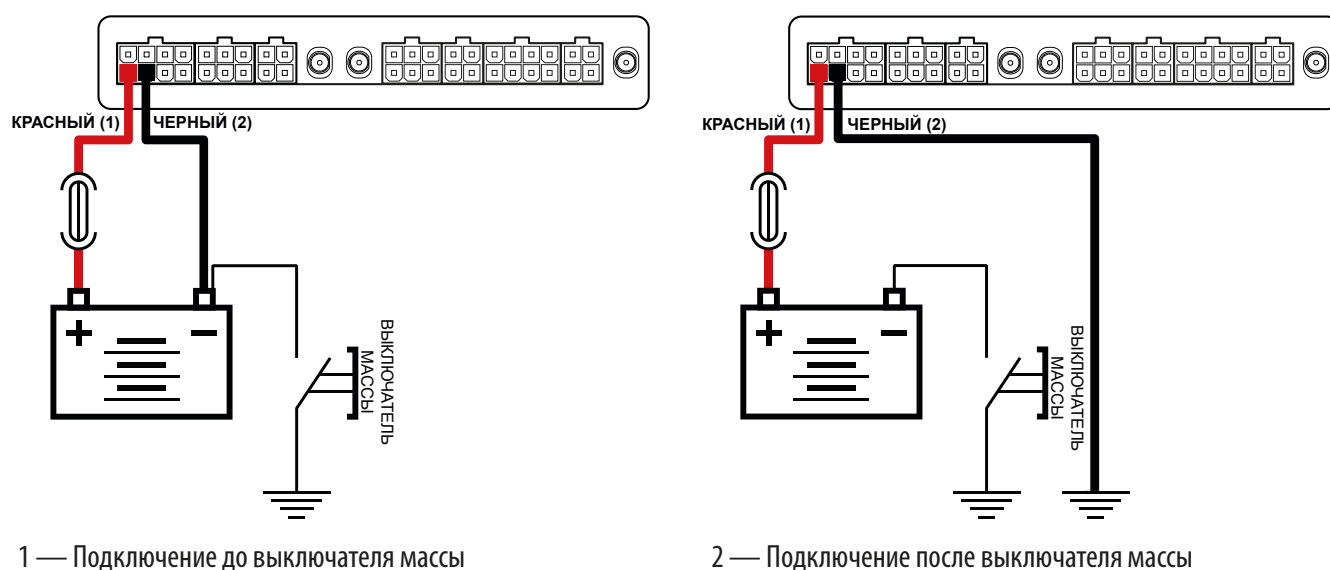 КРАСНЫЙ (1)
ЧЕРНЫЙ (2)
ВЫКЛЮЧАТЕЛЬ
МАССЫ
1 — Подключение до выключателя массы
КРАСНЫЙ (1)
ЧЕРНЫЙ (2)
ВЫКЛЮЧАТЕЛЬ
МАССЫ
2 — Подключение после выключателя массы